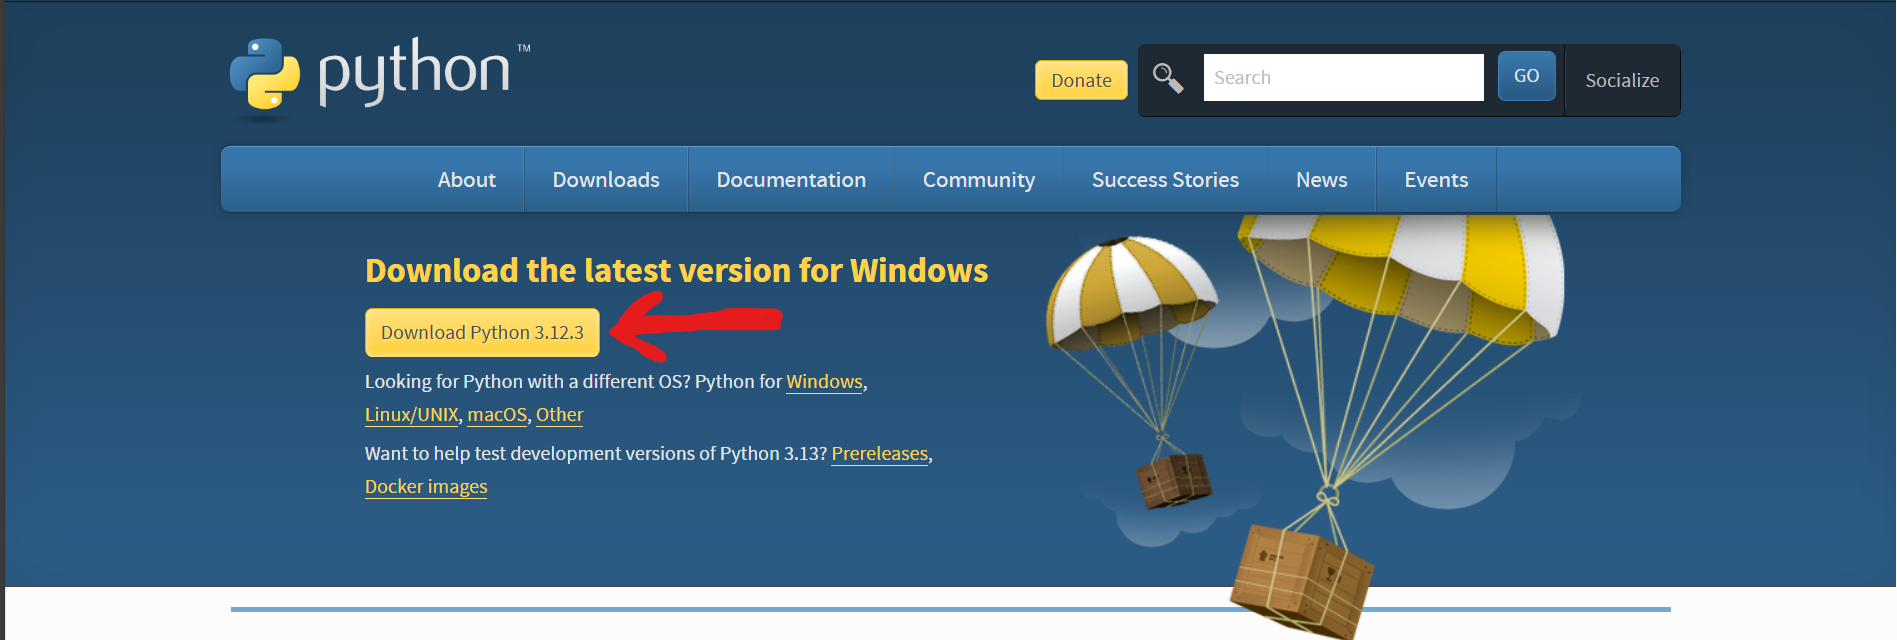 python™
Donate
Search
GO
Socialize
About
Downloads
Documentation
Community
Success Stories
News
Events
Download the latest version for Windows
Download Python 3.12.3
Looking for Python with a different OS? Python for Windows,
Linux/UNIX, macOS, Other
Want to help test development versions of Python 3.13? Prereleases,
Docker images